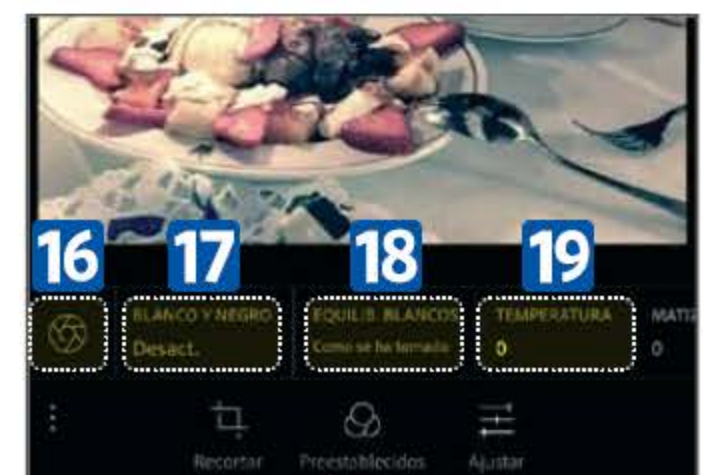 16 17 18 19
BLANCO Y NEGRO EQUILIB. BLANCOS TEMPERATURA MATIZ
Desact. Como se ha tomado 0 0
Recortar Preestablecidos Ajustar